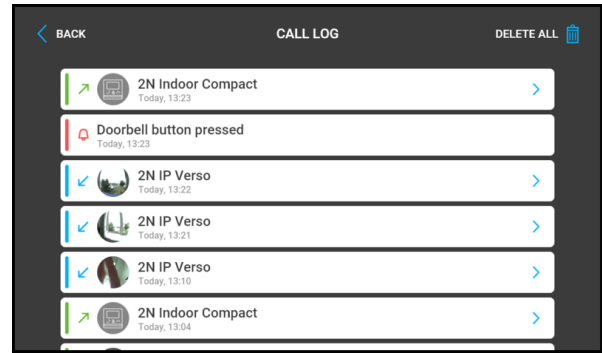 BACK
CALL LOG
DELETE ALL
2N Indoor Compact
Today, 13:23
Doorbell button pressed
Today, 13:23
2N IP Verso
Today, 13:22
2N IP Verso
Today, 13:21
2N IP Verso
Today, 13:10
2N Indoor Compact
Today, 13:04